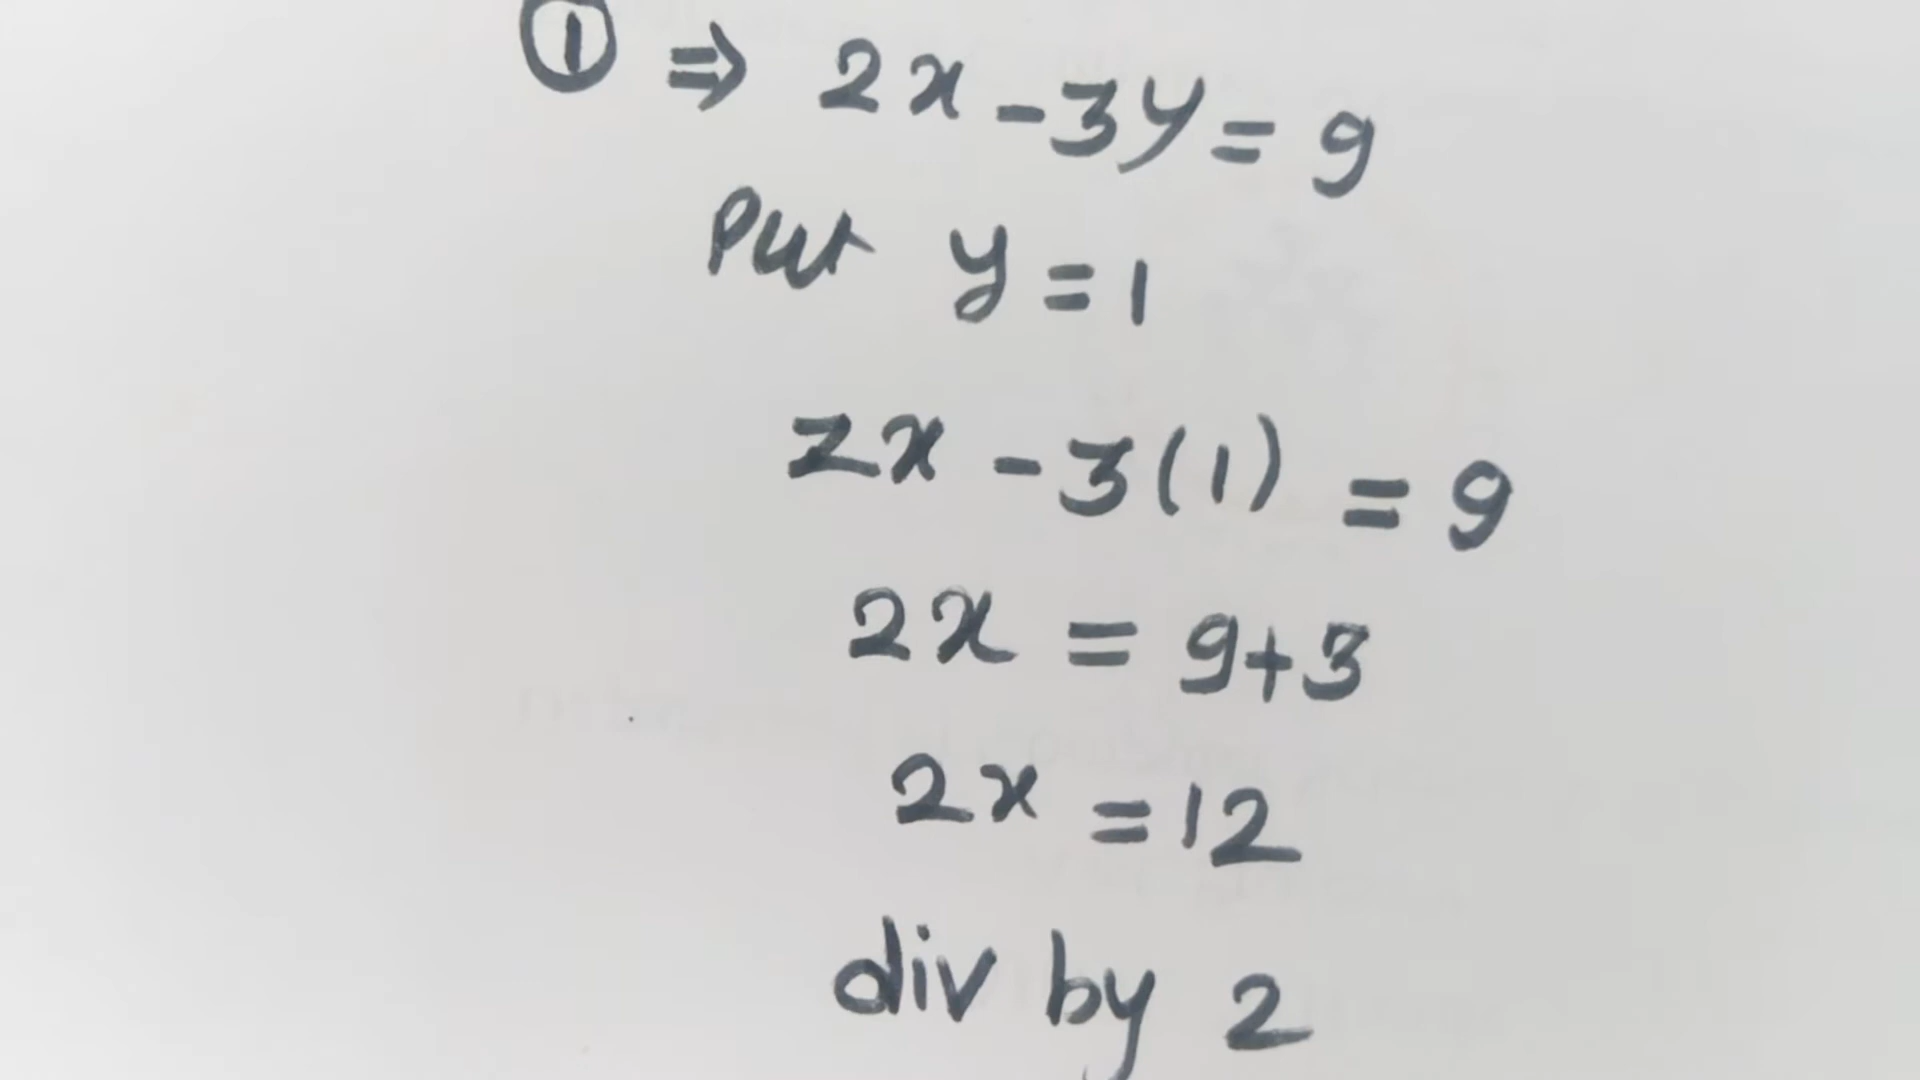 ① ⇒ 2x - 3y = 9
Put y = 1
2x - 3(1) = 9
2x = 9+3
2x = 12
div by 2